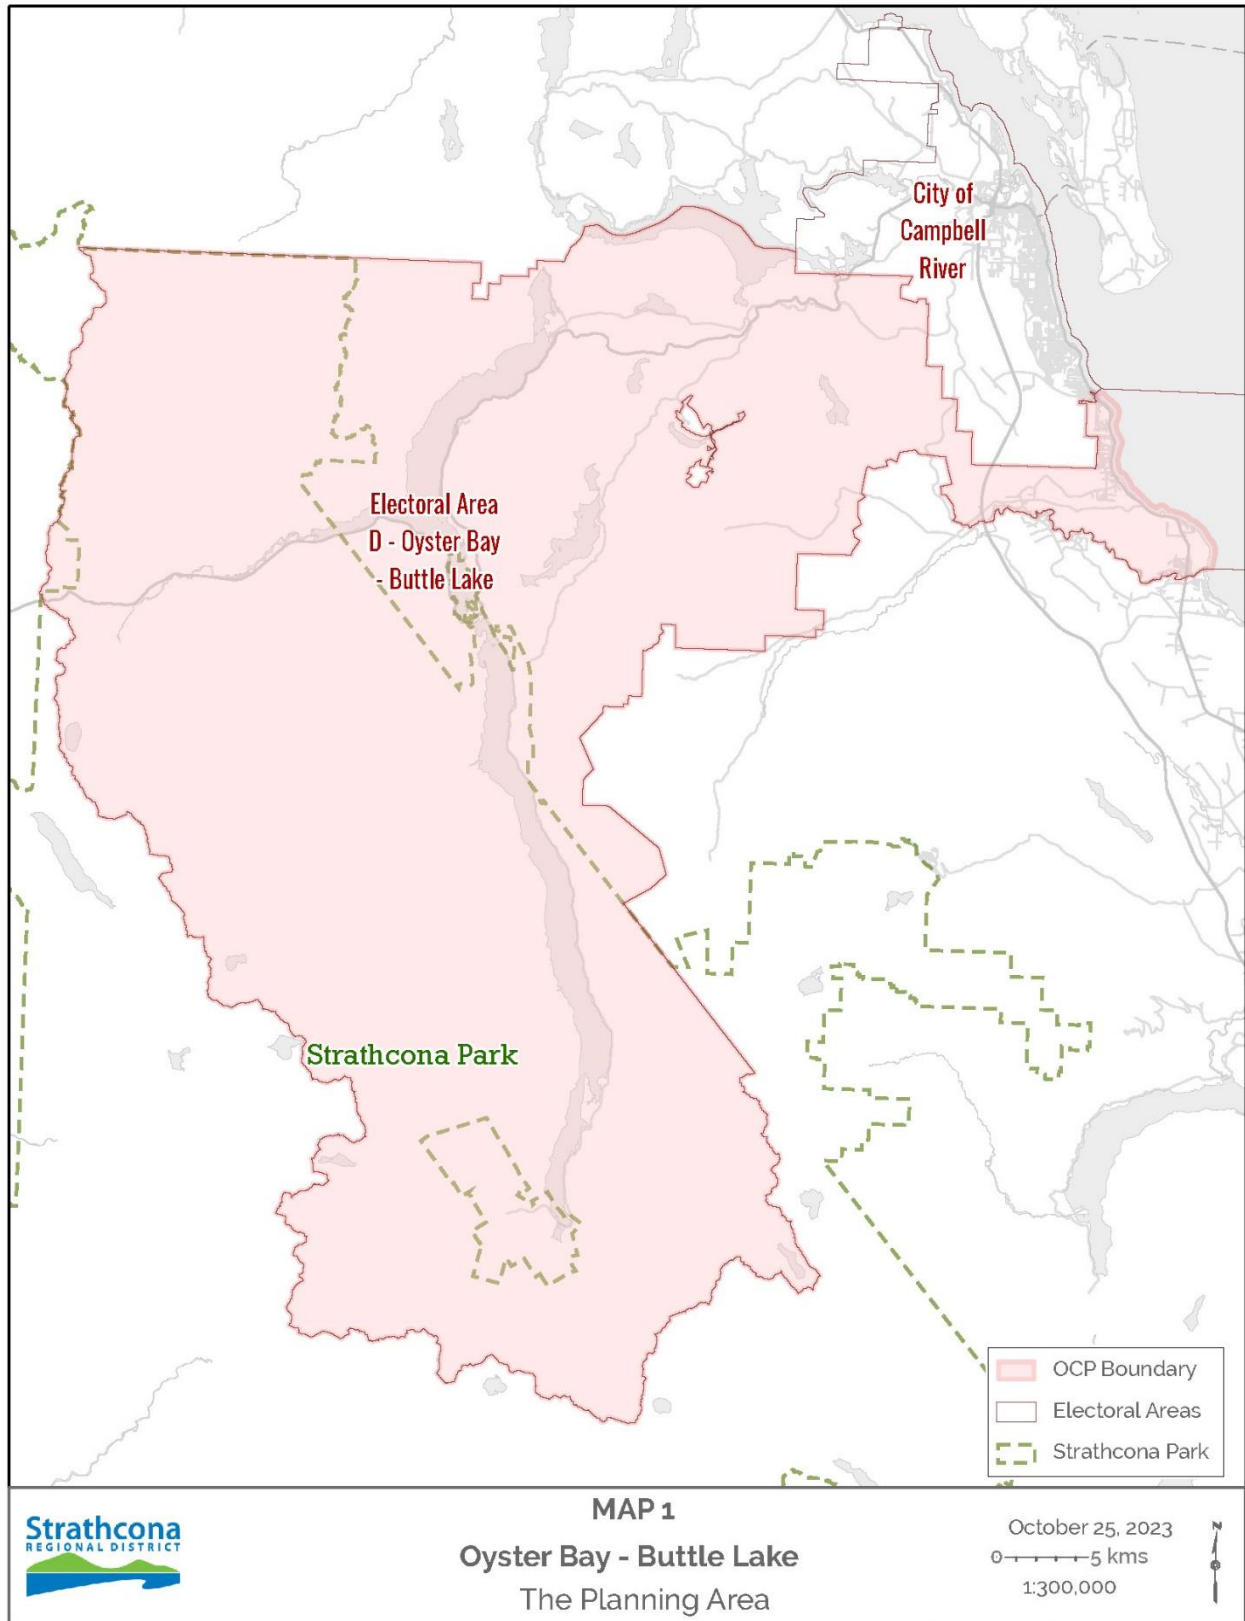 City of
Campbell
River
Electoral Area
D - Oyster Bay
- Buttle Lake
Strathcona Park
OCP Boundary
Electoral Areas
Strathcona Park
Strathcona
REGIONAL DISTRICT
MAP 1
Oyster Bay - Buttle Lake
The Planning Area
October 25, 2023
0 5 kms
1:300,000
N